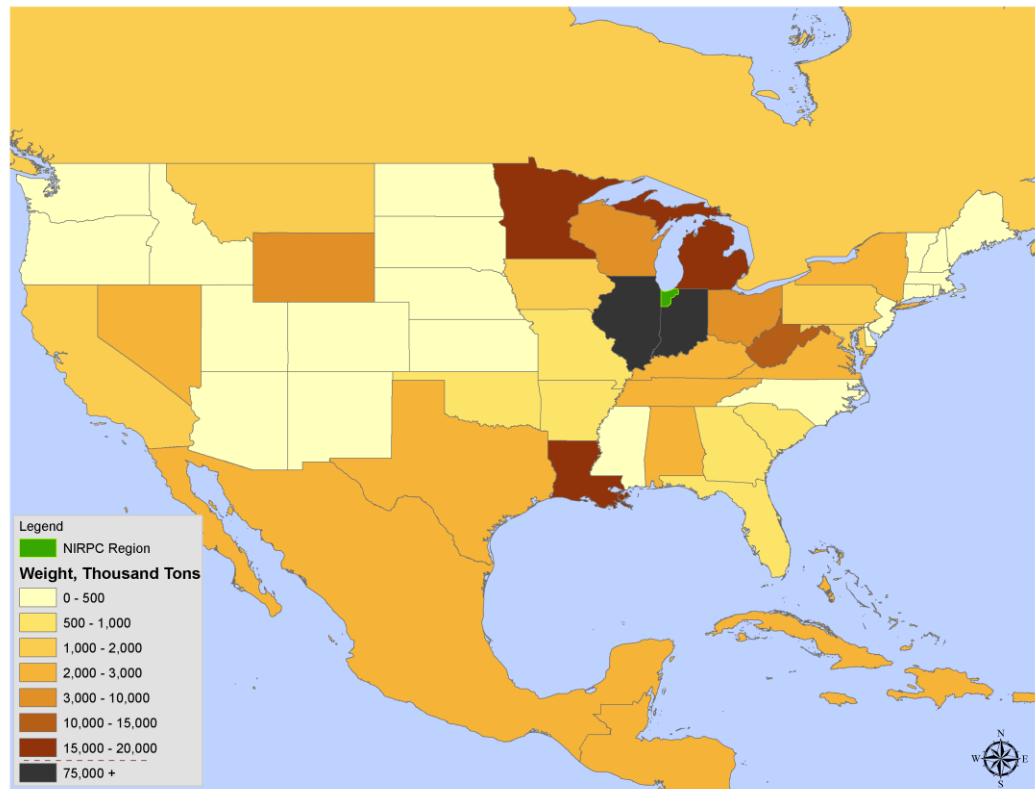 Legend
NIRPC Region
Weight, Thousand Tons
0 - 500
500 - 1,000
1,000 - 2,000
2,000 - 3,000
3,000 - 10,000
10,000 - 15,000
15,000 - 20,000
75,000 +
N
W E
S